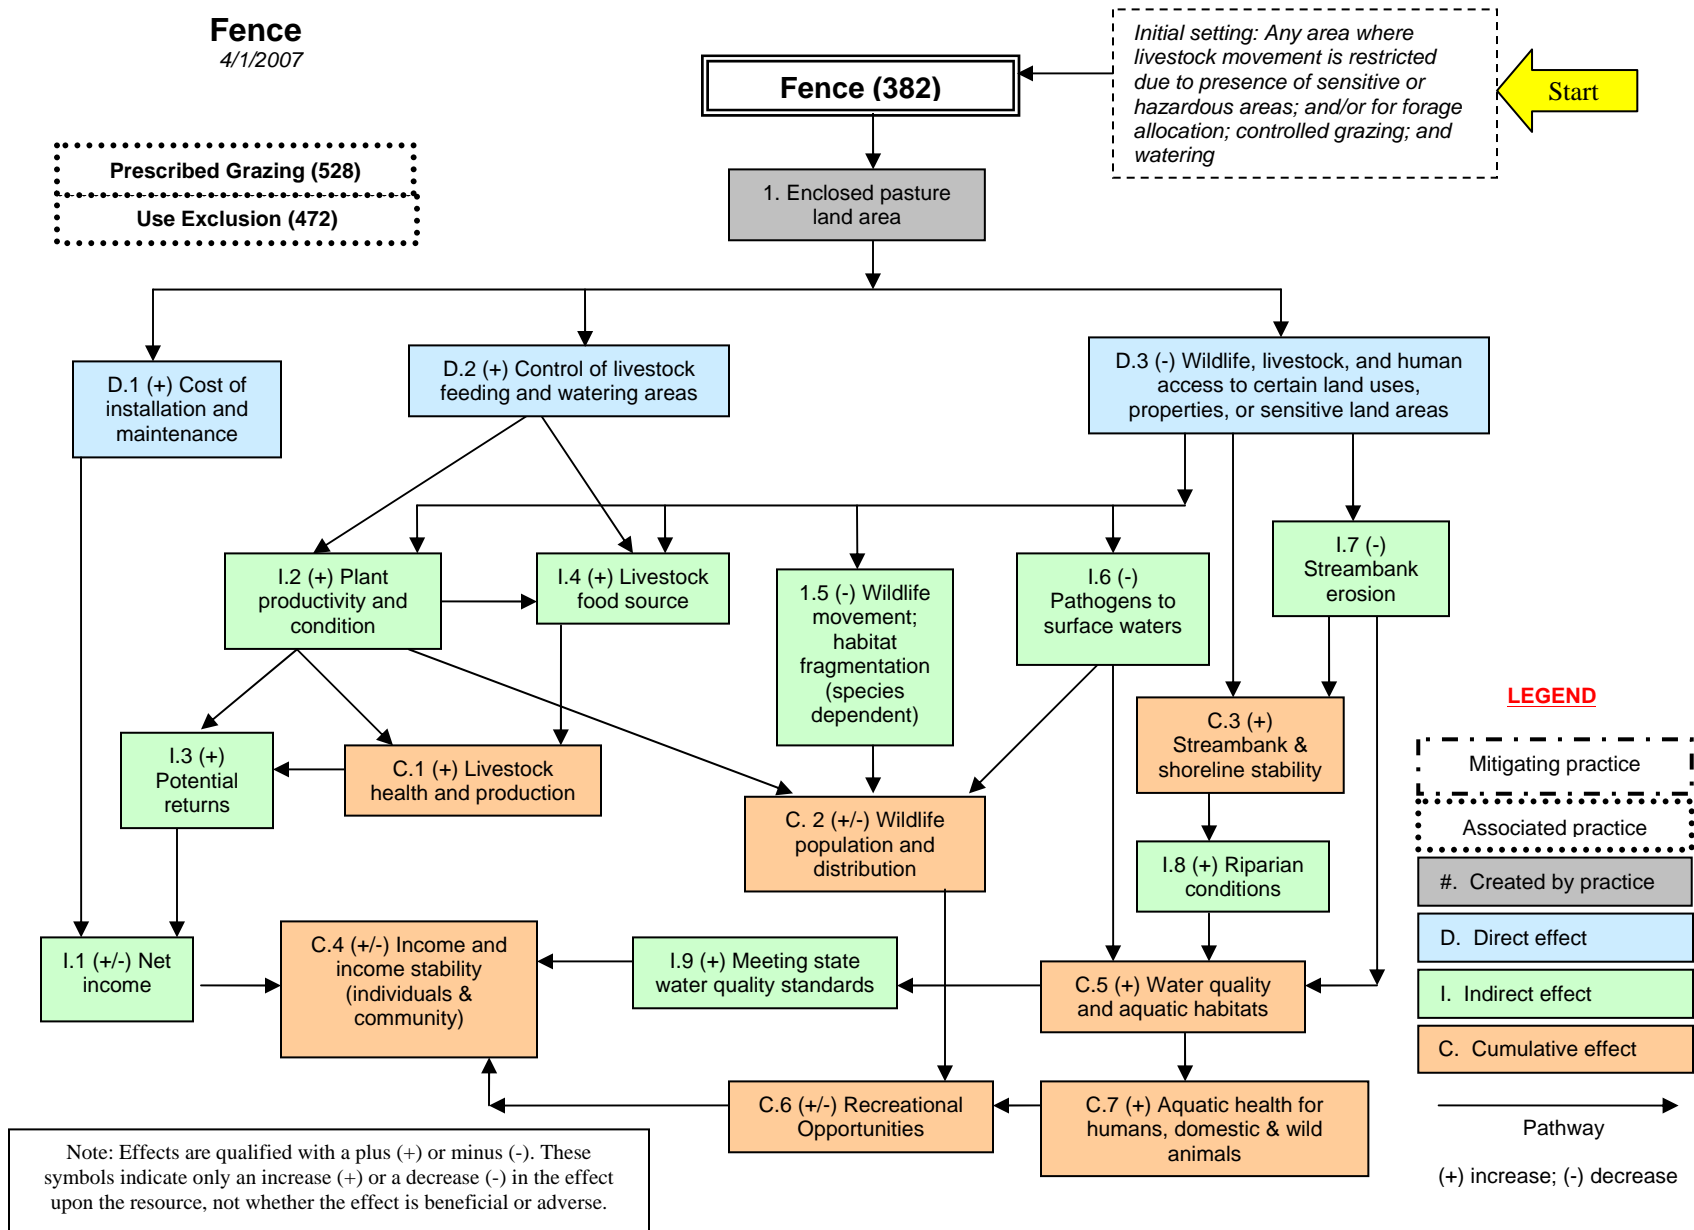 Fence
4/1/2007
Fence (382)
Initial setting: Any area where
livestock movement is restricted
due to presence of sensitive or
hazardous areas; and/or for forage
allocation; controlled grazing; and
watering
Start
Prescribed Grazing (528)
Use Exclusion (472)
1. Enclosed pasture
land area
D.1 (+) Cost of
installation and
maintenance
D.2 (+) Control of livestock
feeding and watering areas
D.3 (-) Wildlife, livestock, and human
access to certain land uses,
properties, or sensitive land areas
I.2 (+) Plant
productivity and
condition
I.4 (+) Livestock
food source
1.5 (-) Wildlife
movement;
habitat
fragmentation
(species
dependent)
I.6 (-)
Pathogens to
surface waters
I.7 (-)
Streambank
erosion
I.3 (+)
Potential
returns
C.1 (+) Livestock
health and production
C. 2 (+/-) Wildlife
population and
distribution
C.3 (+)
Streambank &
shoreline stability
I.8 (+) Riparian
conditions
I.1 (+/-) Net
income
C.4 (+/-) Income and
income stability
(individuals &
community)
I.9 (+) Meeting state
water quality standards
C.5 (+) Water quality
and aquatic habitats
C.6 (+/-) Recreational
Opportunities
C.7 (+) Aquatic health for
humans, domestic & wild
animals
LEGEND
Mitigating practice
Associated practice
#. Created by practice
D. Direct effect
I. Indirect effect
C. Cumulative effect
Pathway
(+) increase; (-) decrease
Note: Effects are qualified with a plus (+) or minus (-). These
symbols indicate only an increase (+) or a decrease (-) in the effect
upon the resource, not whether the effect is beneficial or adverse.